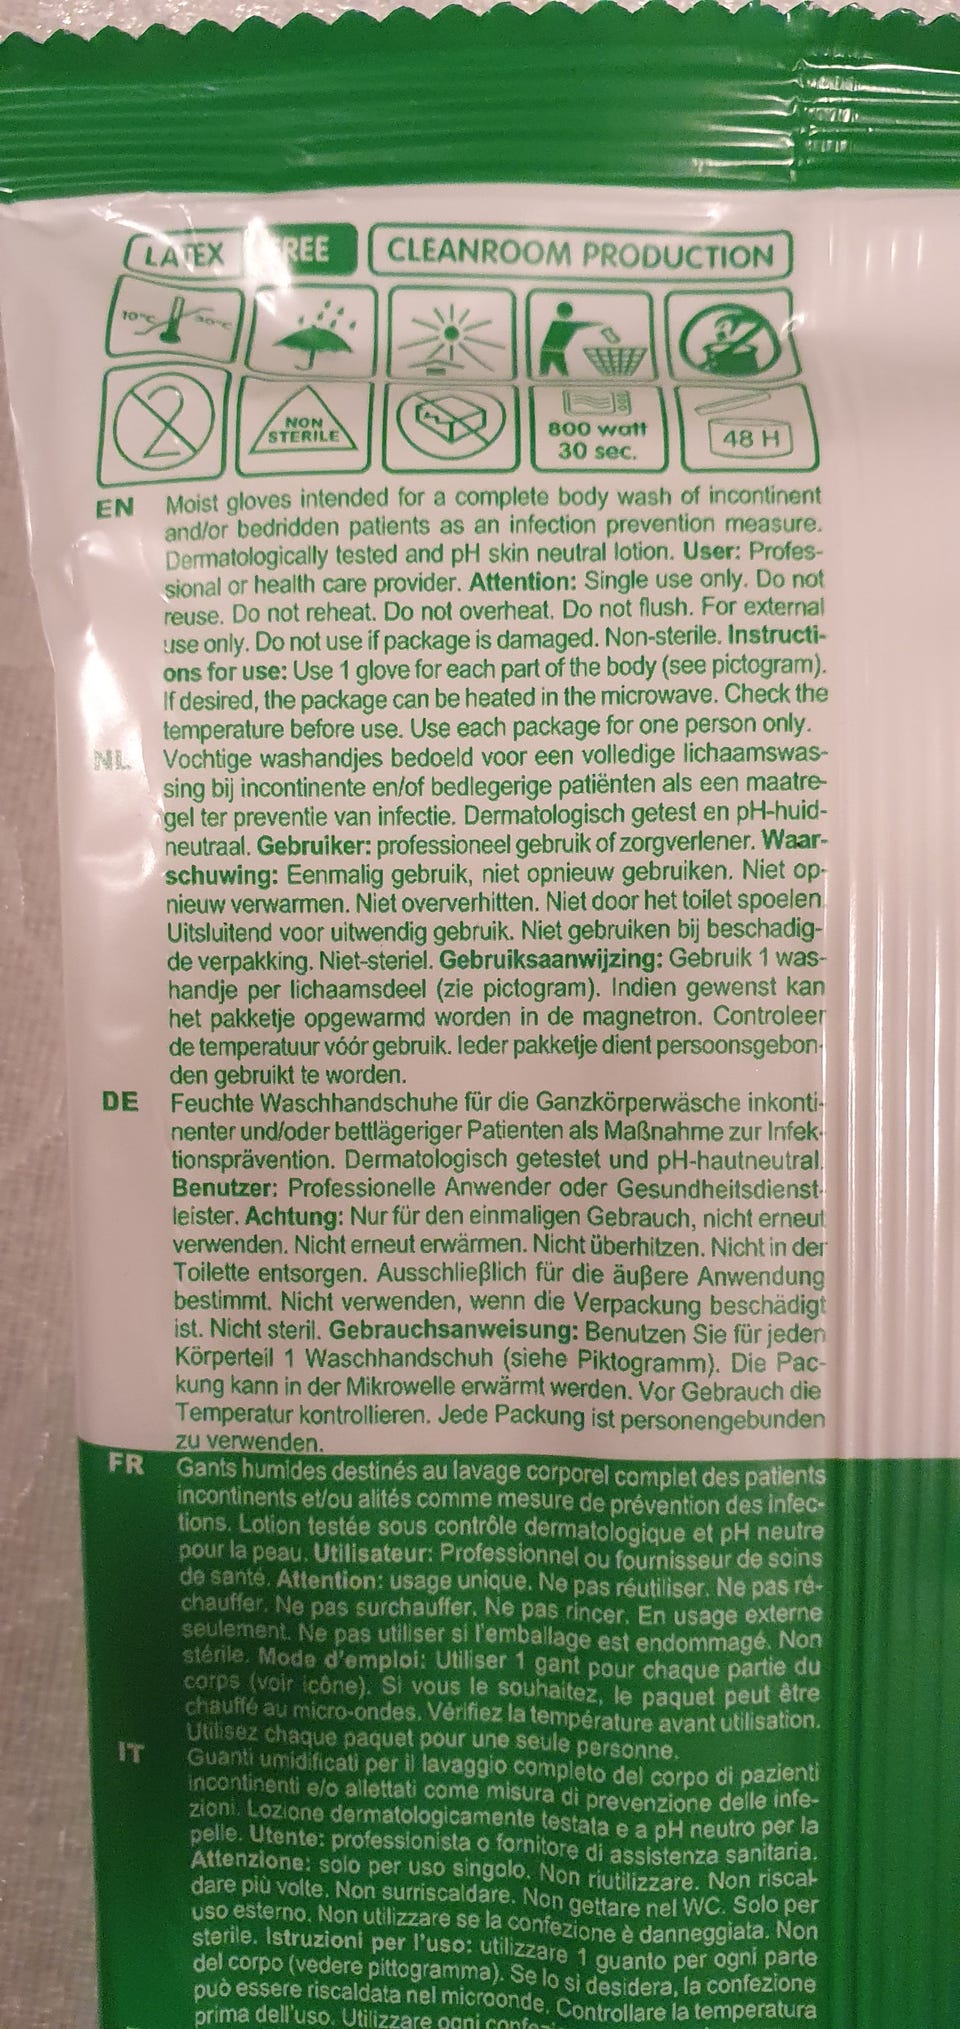 LATEX FREE CLEANROOM PRODUCTION
10°C 30°C
2 NON STERILE 800 watt 30 sec. 48 H
EN Moist gloves intended for a complete body wash of incontinent
and/or bedridden patients as an infection prevention measure.
Dermatologically tested and pH skin neutral lotion. User: Profes-
sional or health care provider. Attention: Single use only. Do not
reuse. Do not reheat. Do not overheat. Do not flush. For external
use only. Do not use if package is damaged. Non-sterile. Instructi-
ons for use: Use 1 glove for each part of the body (see pictogram).
If desired, the package can be heated in the microwave. Check the
temperature before use. Use each package for one person only.
NL Vochtige washandjes bedoeld voor een volledige lichaamswas-
sing bij incontinente en/of bedlegerige patiënten als een maatre-
gel ter preventie van infectie. Dermatologisch getest en pH-huid-
neutraal. Gebruiker: professioneel gebruik of zorgverlener. Waar-
schuwing: Eenmalig gebruik, niet opnieuw gebruiken. Niet op-
nieuw verwarmen. Niet oververhitten. Niet door het toilet spoelen
Uitsluitend voor uitwendig gebruik. Niet gebruiken bij beschadig-
de verpakking. Niet-steriel. Gebruiksaanwijzing: Gebruik 1 was-
handje per lichaamsdeel (zie pictogram). Indien gewenst kan
het pakketje opgewarmd worden in de magnetron. Controleer
de temperatuur vóór gebruik. Ieder pakketje dient persoonsgebon-
den gebruikt te worden.
DE Feuchte Waschhandschuhe für die Ganzkörperwäsche inkonti-
nenter und/oder bettlägeriger Patienten als Maßnahme zur Infek-
tionsprävention. Dermatologisch getestet und pH-hautneutral.
Benutzer: Professionelle Anwender oder Gesundheitsdienst-
leister. Achtung: Nur für den einmaligen Gebrauch, nicht erneut
verwenden. Nicht erneut erwärmen. Nicht überhitzen. Nicht in der
Toilette entsorgen. Ausschließlich für die äußere Anwendung
bestimmt. Nicht verwenden, wenn die Verpackung beschädigt
ist. Nicht steril. Gebrauchsanweisung: Benutzen Sie für jeden
Körperteil 1 Waschhandschuh (siehe Piktogramm). Die Pac-
kung kann in der Mikrowelle erwärmt werden. Vor Gebrauch die
Temperatur kontrollieren. Jede Packung ist personengebunden
zu verwenden.
FR Gants humides destinés au lavage corporel complet des patients
incontinents et/ou alités comme mesure de prévention des infec-
tions. Lotion testée sous contrôle dermatologique et pH neutre
pour la peau. Utilisateur: Professionnel ou fournisseur de soins
de santé. Attention: usage unique. Ne pas réutiliser. Ne pas ré-
chauffer. Ne pas surchauffer. Ne pas rincer. En usage externe
seulement. Ne pas utiliser si l'emballage est endommagé. Non
stérile. Mode d'emploi: Utiliser 1 gant pour chaque partie du
corps (voir icône). Si vous le souhaitez, le paquet peut être
chauffé au micro-ondes. Vérifiez la température avant utilisation.
Utilisez chaque paquet pour une seule personne.
IT Guanti umidificati per il lavaggio completo del corpo di pazienti
incontinenti e/o allettati come misura di prevenzione delle infe-
zioni. Lozione dermatologicamente testata e a pH neutro per la
pelle. Utente: professionista o fornitore di assistenza sanitaria.
Attenzione: solo per uso singolo. Non riutilizzare. Non riscal-
dare più volte. Non surriscaldare. Non gettare nel WC. Solo per
uso esterno. Non utilizzare se la confezione è danneggiata. Non
sterile. Istruzioni per l'uso: utilizzare 1 guanto per ogni parte
del corpo (vedere pittogramma). Se lo si desidera, la confezione
può essere riscaldata nel microonde. Controllare la temperatura
prima dell'uso. Utilizzare ogni